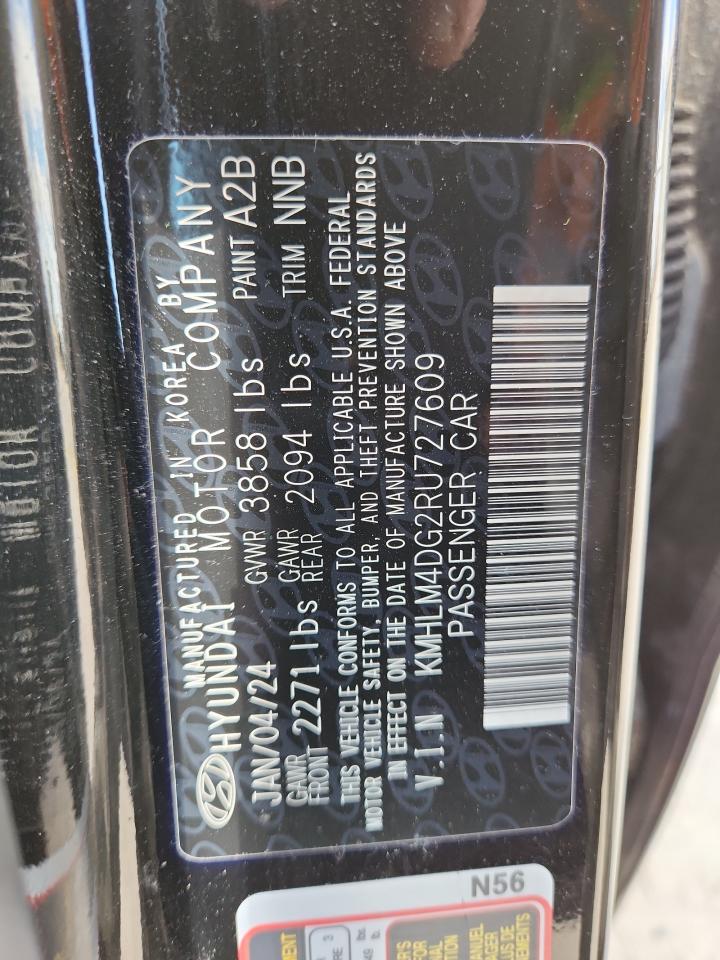 MANUFACTURED IN KOREA BY
HYUNDAI MOTOR COMPANY
JAN/04/24 GVWR 3858 lbs PAINT A2B
GAWR FRONT 2271 lbs GAWR REAR 2094 lbs TRIM NNB
THIS VEHICLE CONFORMS TO ALL APPLICABLE U.S.A. FEDERAL
MOTOR VEHICLE SAFETY, BUMPER, AND THEFT PREVENTION STANDARDS
IN EFFECT ON THE DATE OF MANUFACTURE SHOWN ABOVE
V.I.N KMHLM4DG2RU727609
PASSENGER CAR
N56
3
lbs.